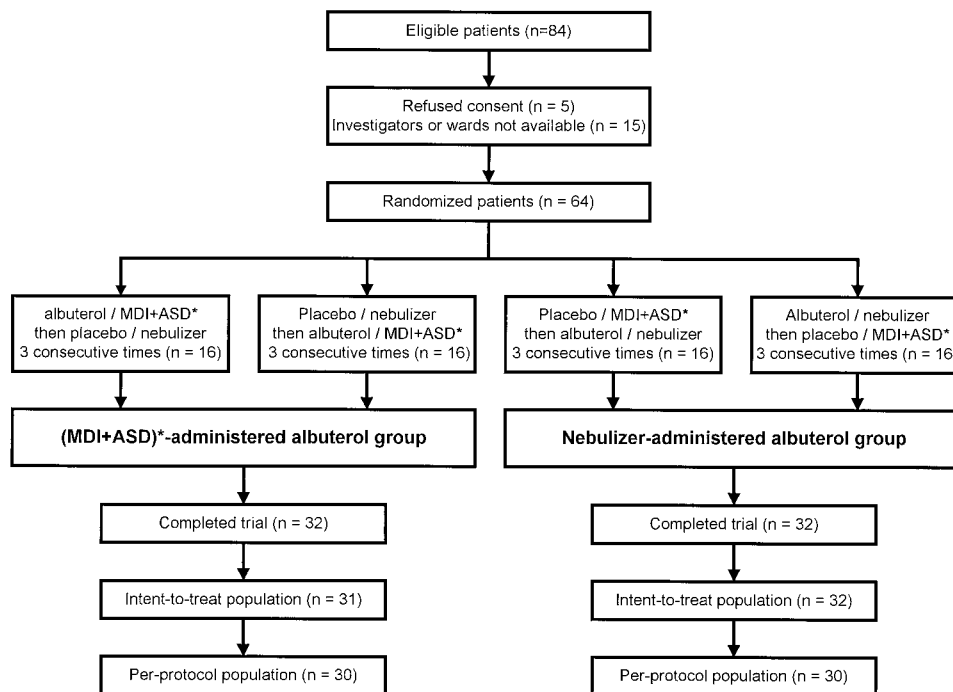 Eligible patients (n=84)
Refused consent (n = 5)
Investigators or wards not available (n = 15)
Randomized patients (n = 64)
albuterol / MDI+ASD*
then placebo / nebulizer
3 consecutive times (n = 16)
Placebo / nebulizer
then albuterol / MDI+ASD*
3 consecutive times (n = 16)
Placebo / MDI+ASD*
then albuterol / nebulizer
3 consecutive times (n = 16)
Albuterol / nebulizer
then placebo / MDI+ASD*
3 consecutive times (n = 16
(MDI+ASD)*-administered albuterol group
Nebulizer-administered albuterol group
Completed trial (n = 32)
Completed trial (n = 32)
Intent-to-treat population (n = 31)
Intent-to-treat population (n = 32)
Per-protocol population (n = 30)
Per-protocol population (n = 30)